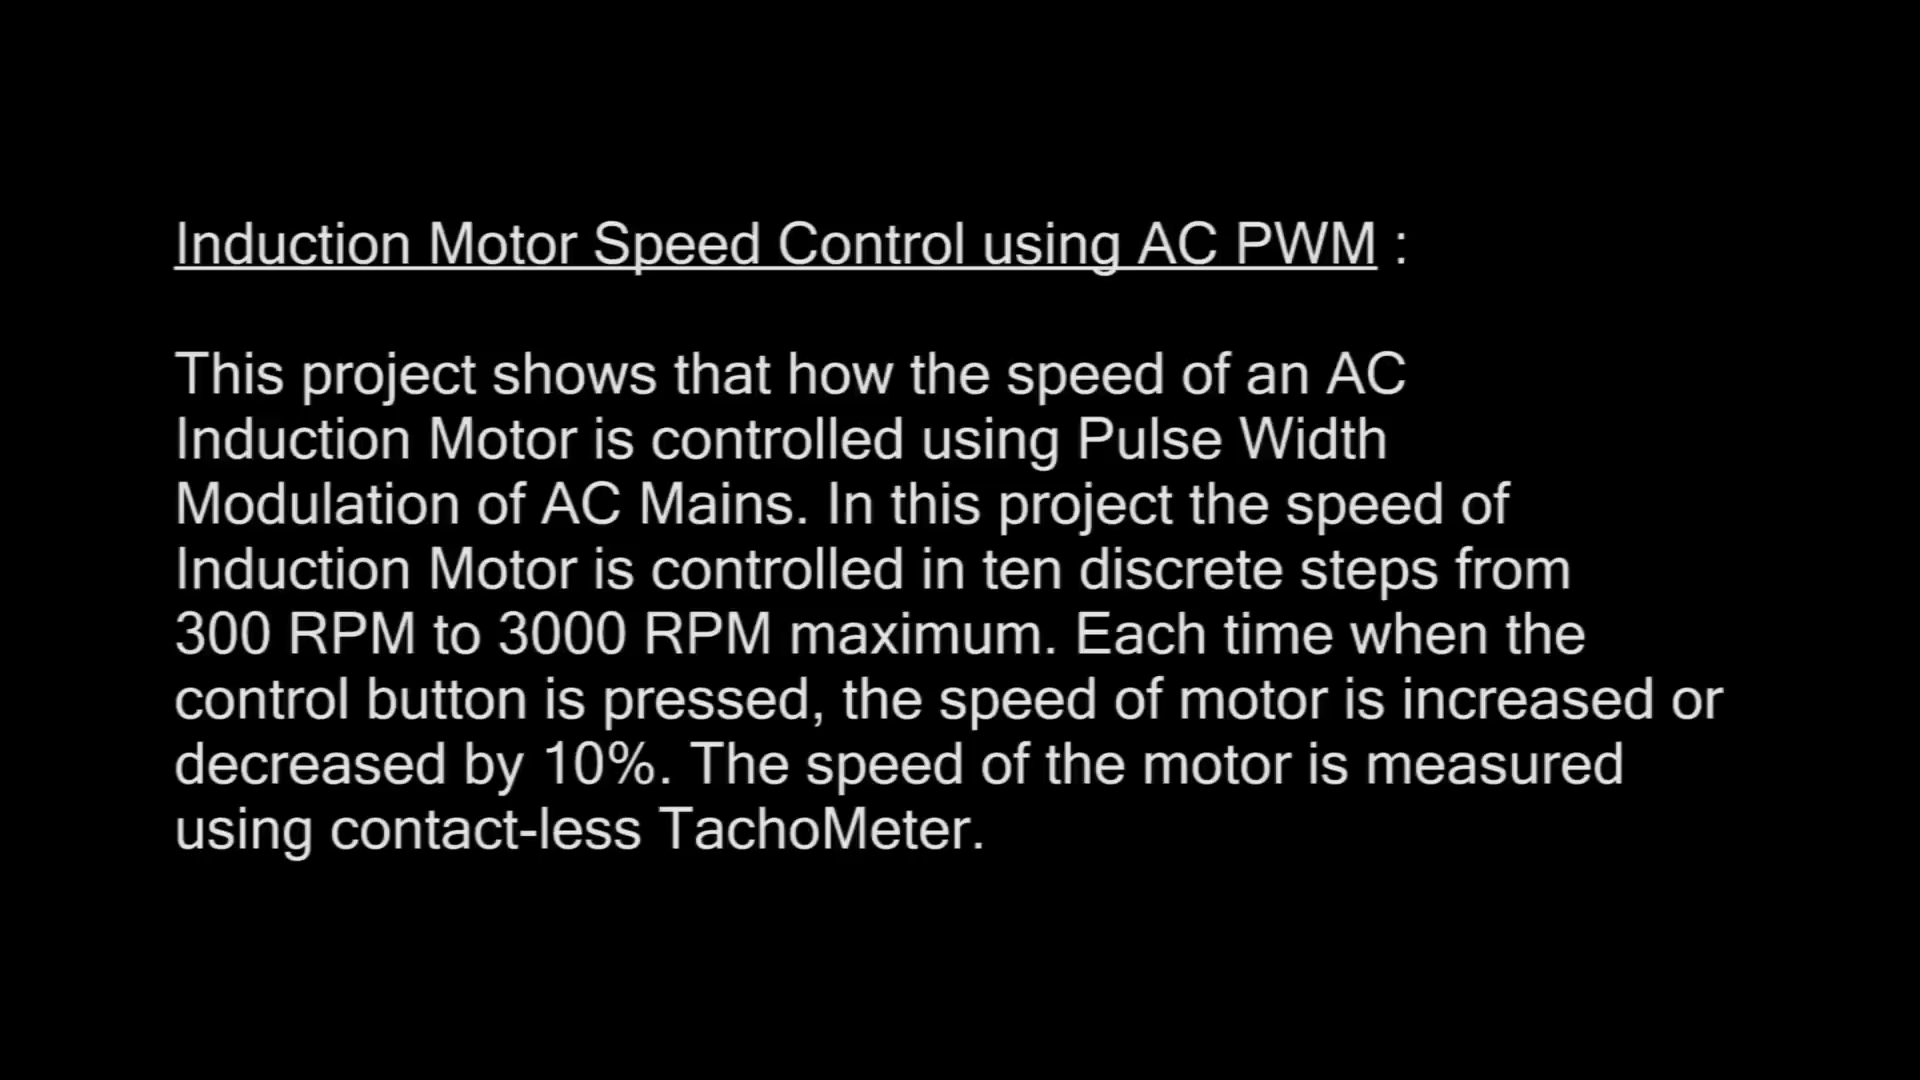 Induction Motor Speed Control using AC PWM :
This project shows that how the speed of an AC
Induction Motor is controlled using Pulse Width
Modulation of AC Mains. In this project the speed of
Induction Motor is controlled in ten discrete steps from
300 RPM to 3000 RPM maximum. Each time when the
control button is pressed, the speed of motor is increased or
decreased by 10%. The speed of the motor is measured
using contact-less TachoMeter.